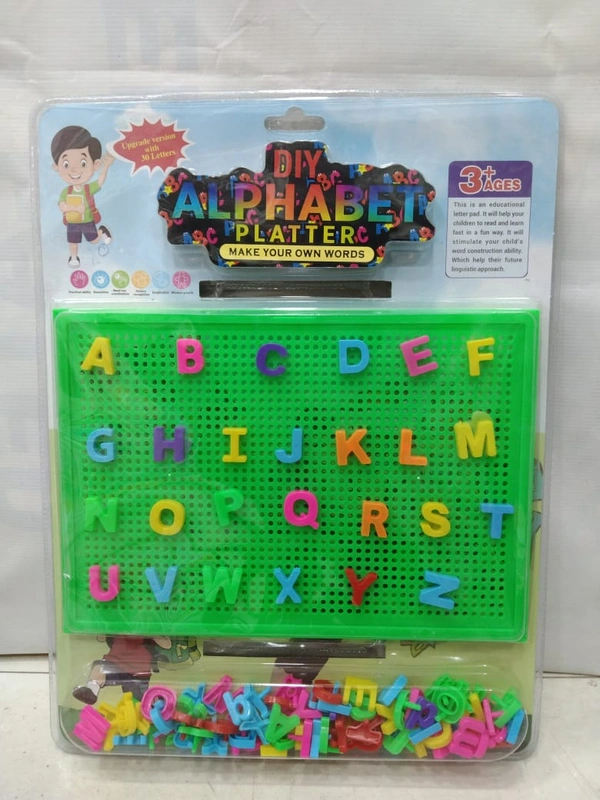 Upgrade version
with
30 Letters
DIY
ALPHABET
PLATTER
MAKE YOUR OWN WORDS
3+
AGES
This is an educational
letter pad. It will help your
children to read and learn
fast in a fun way. It will
stimulate your child's
word construction ability.
Which help their future
linguistic approach.
A B C D E F
G H I J K L M
N O P Q R S T
U V W X Y Z